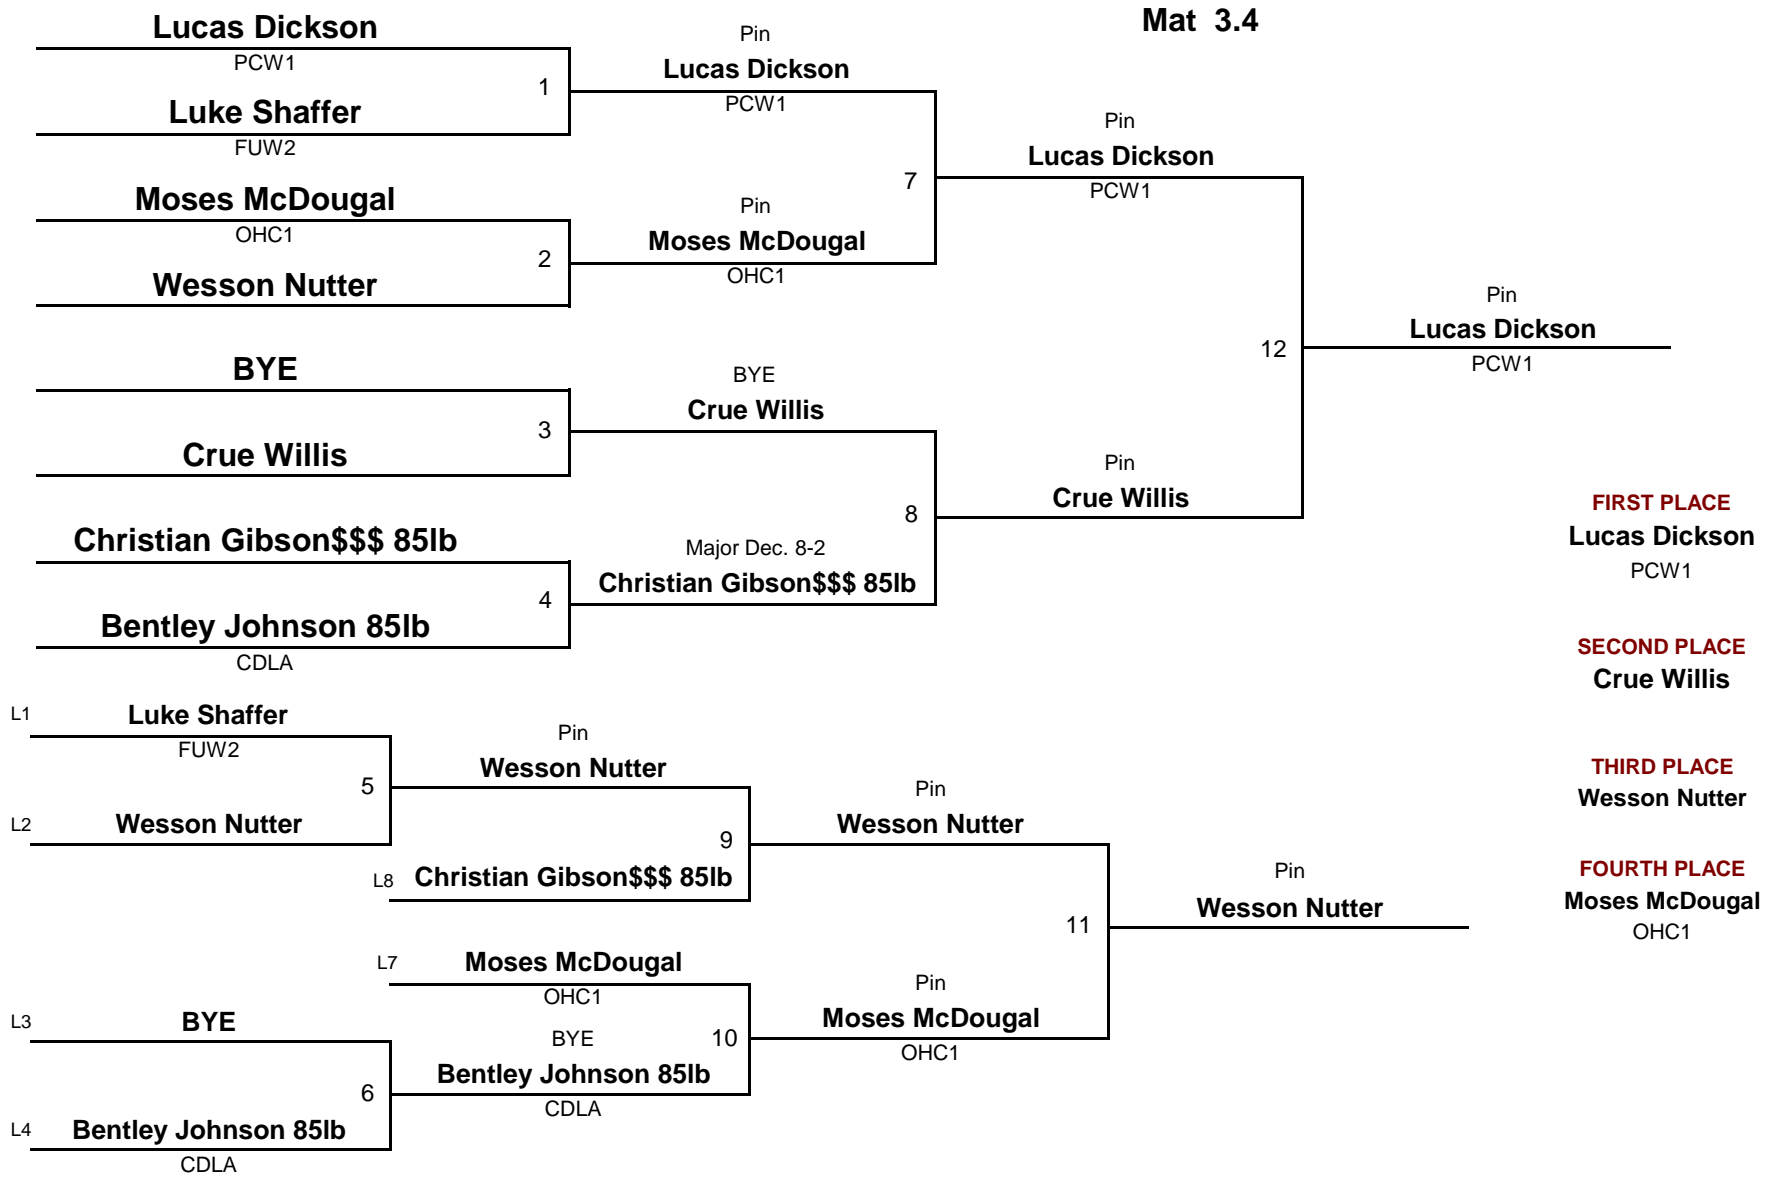 Mat 3.4
Lucas Dickson
PCW1
1
Luke Shaffer
FUW2
Pin
Lucas Dickson
PCW1
Moses McDougal
OHC1
2
Wesson Nutter
Pin
Moses McDougal
OHC1
7
Pin
Lucas Dickson
PCW1
BYE
3
Crue Willis
BYE
Crue Willis
Christian Gibson$$$ 85lb
4
Bentley Johnson 85lb
CDLA
Major Dec. 8-2
Christian Gibson$$$ 85lb
8
Pin
Crue Willis
12
Pin
Lucas Dickson
PCW1
FIRST PLACE
Lucas Dickson
PCW1
SECOND PLACE
Crue Willis
THIRD PLACE
Wesson Nutter
FOURTH PLACE
Moses McDougal
OHC1
L1
Luke Shaffer
FUW2
5
L2
Wesson Nutter
Pin
Wesson Nutter
9
L8
Christian Gibson$$$ 85lb
Pin
Wesson Nutter
L7
Moses McDougal
OHC1
L3
BYE
6
L4
Bentley Johnson 85lb
CDLA
BYE
Bentley Johnson 85lb
CDLA
10
Pin
Moses McDougal
OHC1
11
Pin
Wesson Nutter